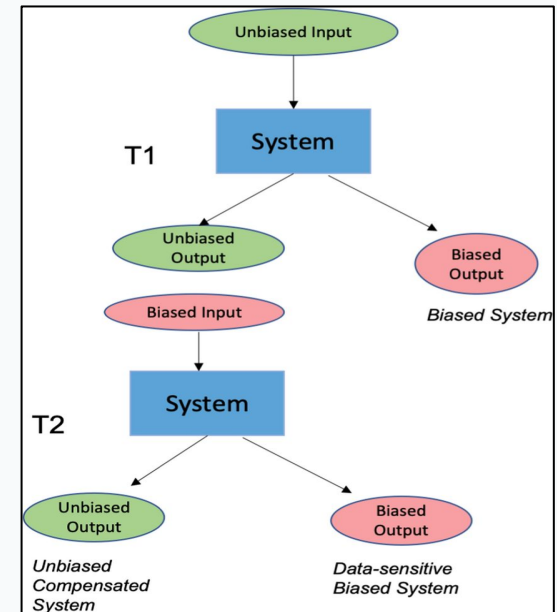 Unbiased Input
System
T1
Unbiased
Output
Biased
Output
Biased System
Biased Input
System
T2
Unbiased
Output
Biased
Output
Unbiased
Compensated
System
Data-sensitive
Biased System